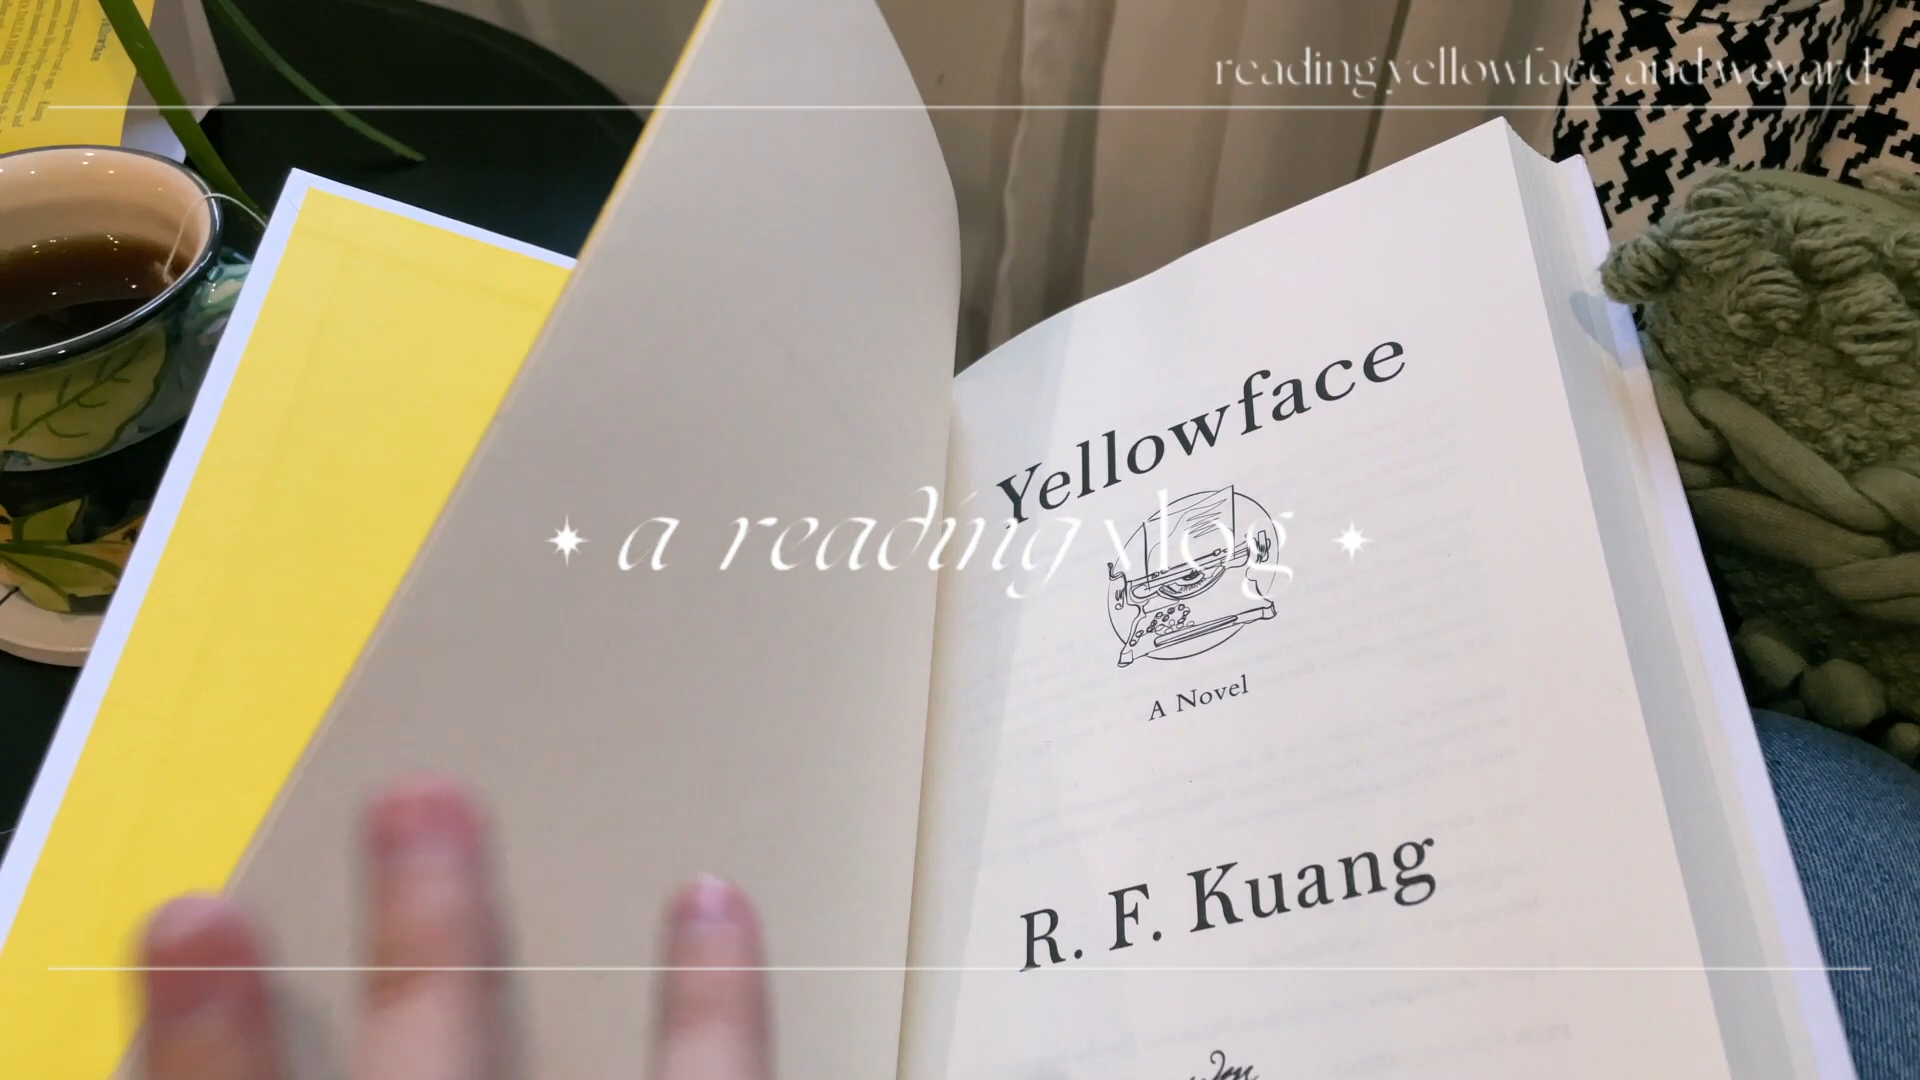 reading yellowface and weyward
Yellowface
a reading vlog
A Novel
R. F. Kuang